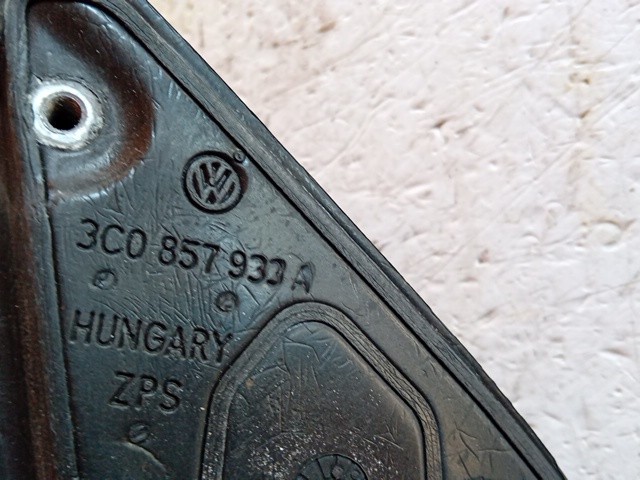 VW
3C0 857 933 A
HUNGARY
ZPS